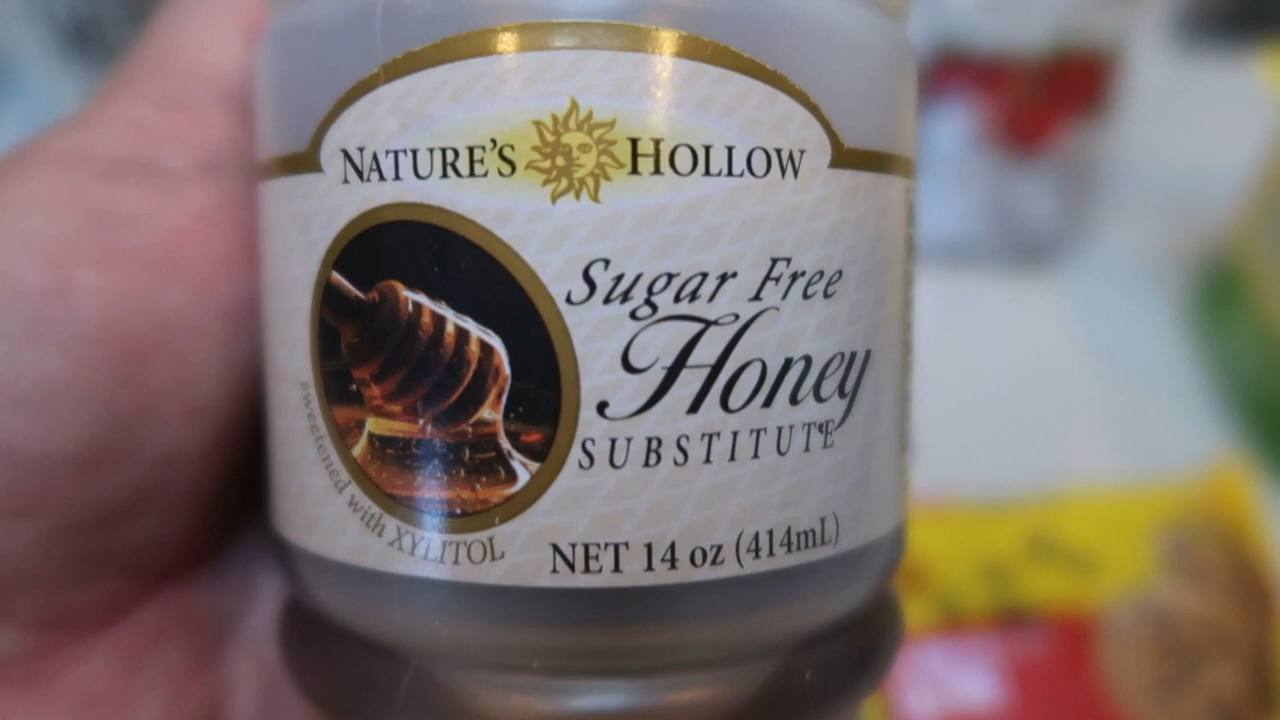 NATURE'S HOLLOW
Sugar Free
Honey
SUBSTITUTE
sweetened with XYLITOL
NET 14 oz (414mL)